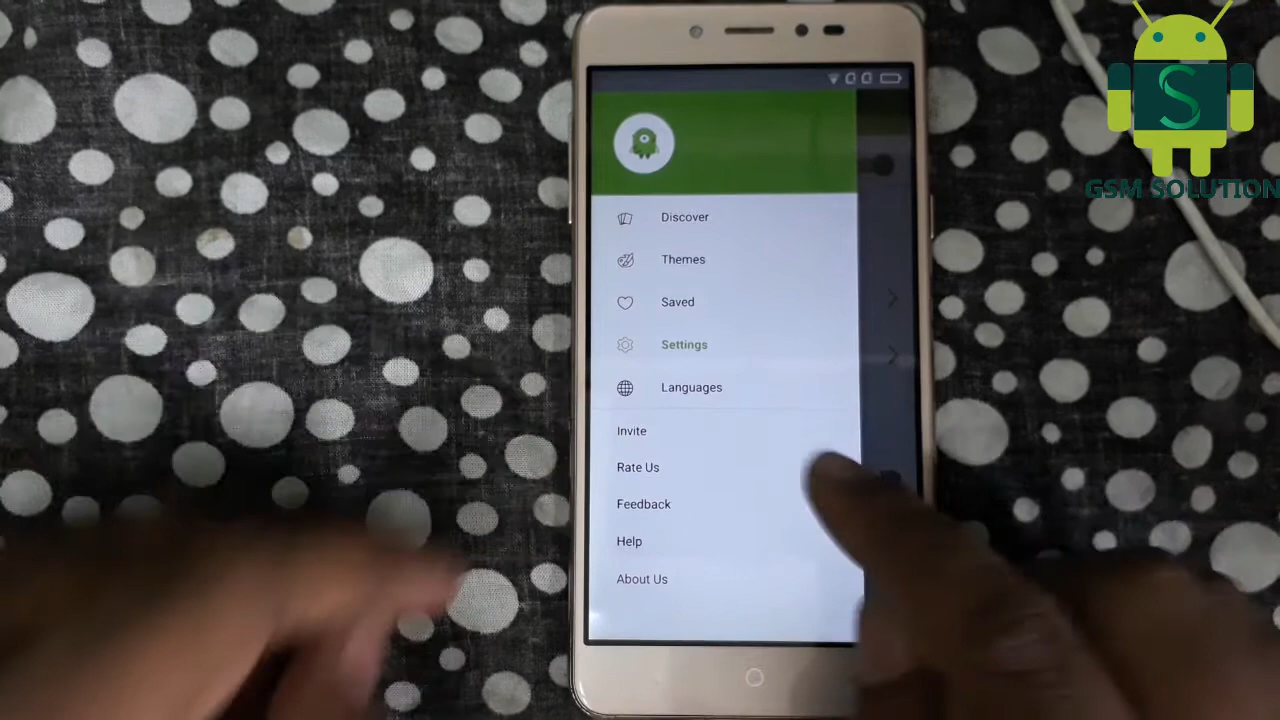 GSM SOLUTION
Discover
Themes
Saved
Settings
Languages
Invite
Rate Us
Feedback
Help
About Us